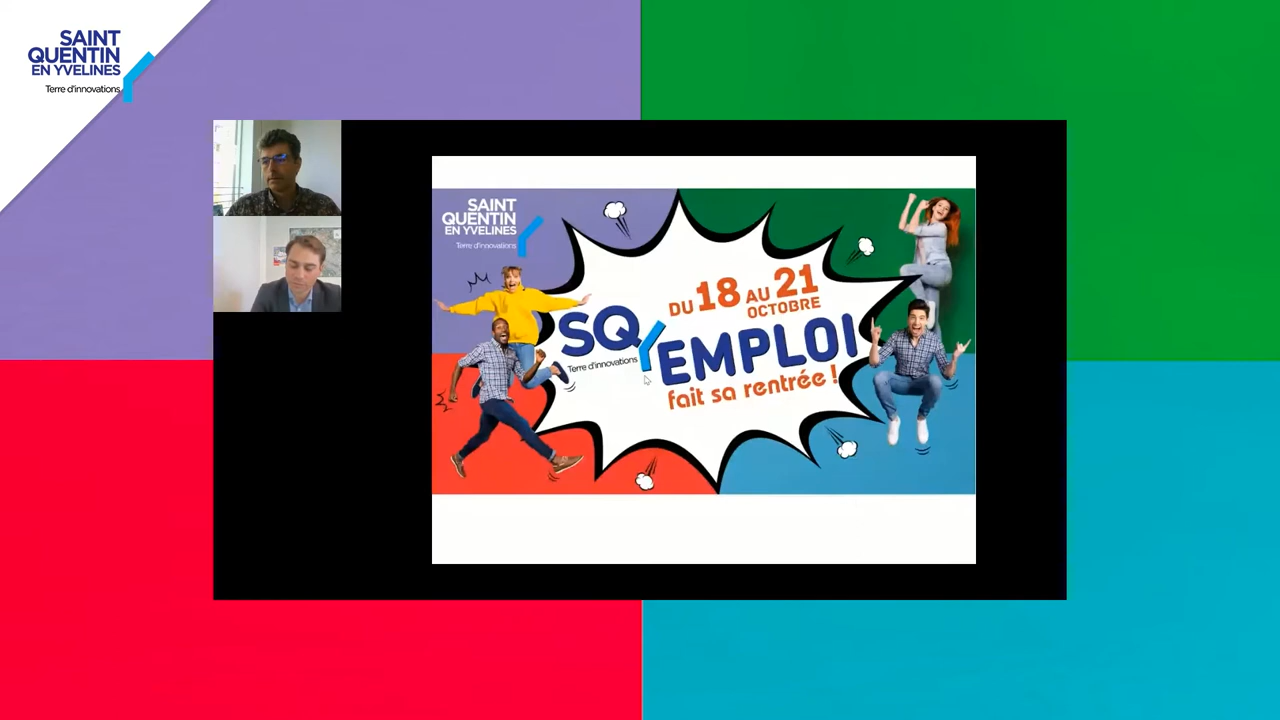 SAINT
QUENTIN
EN YVELINES
Terre d'innovations
SAINT
QUENTIN
EN YVELINES
Terre d'innovations
DU 18 AU 21
OCTOBRE
SQY
Terre d'innovations
EMPLOI
fait sa rentrée !